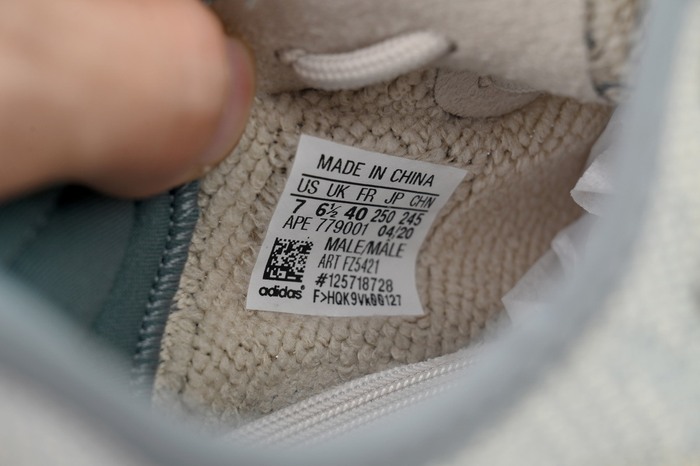 MADE IN CHINA
US UK FR JP CHN
7 6½ 40 250 245
APE 779001 04/20
MALE/MÂLE
ART FZ5421
#125718728
adidas® F>HQK9VK00127